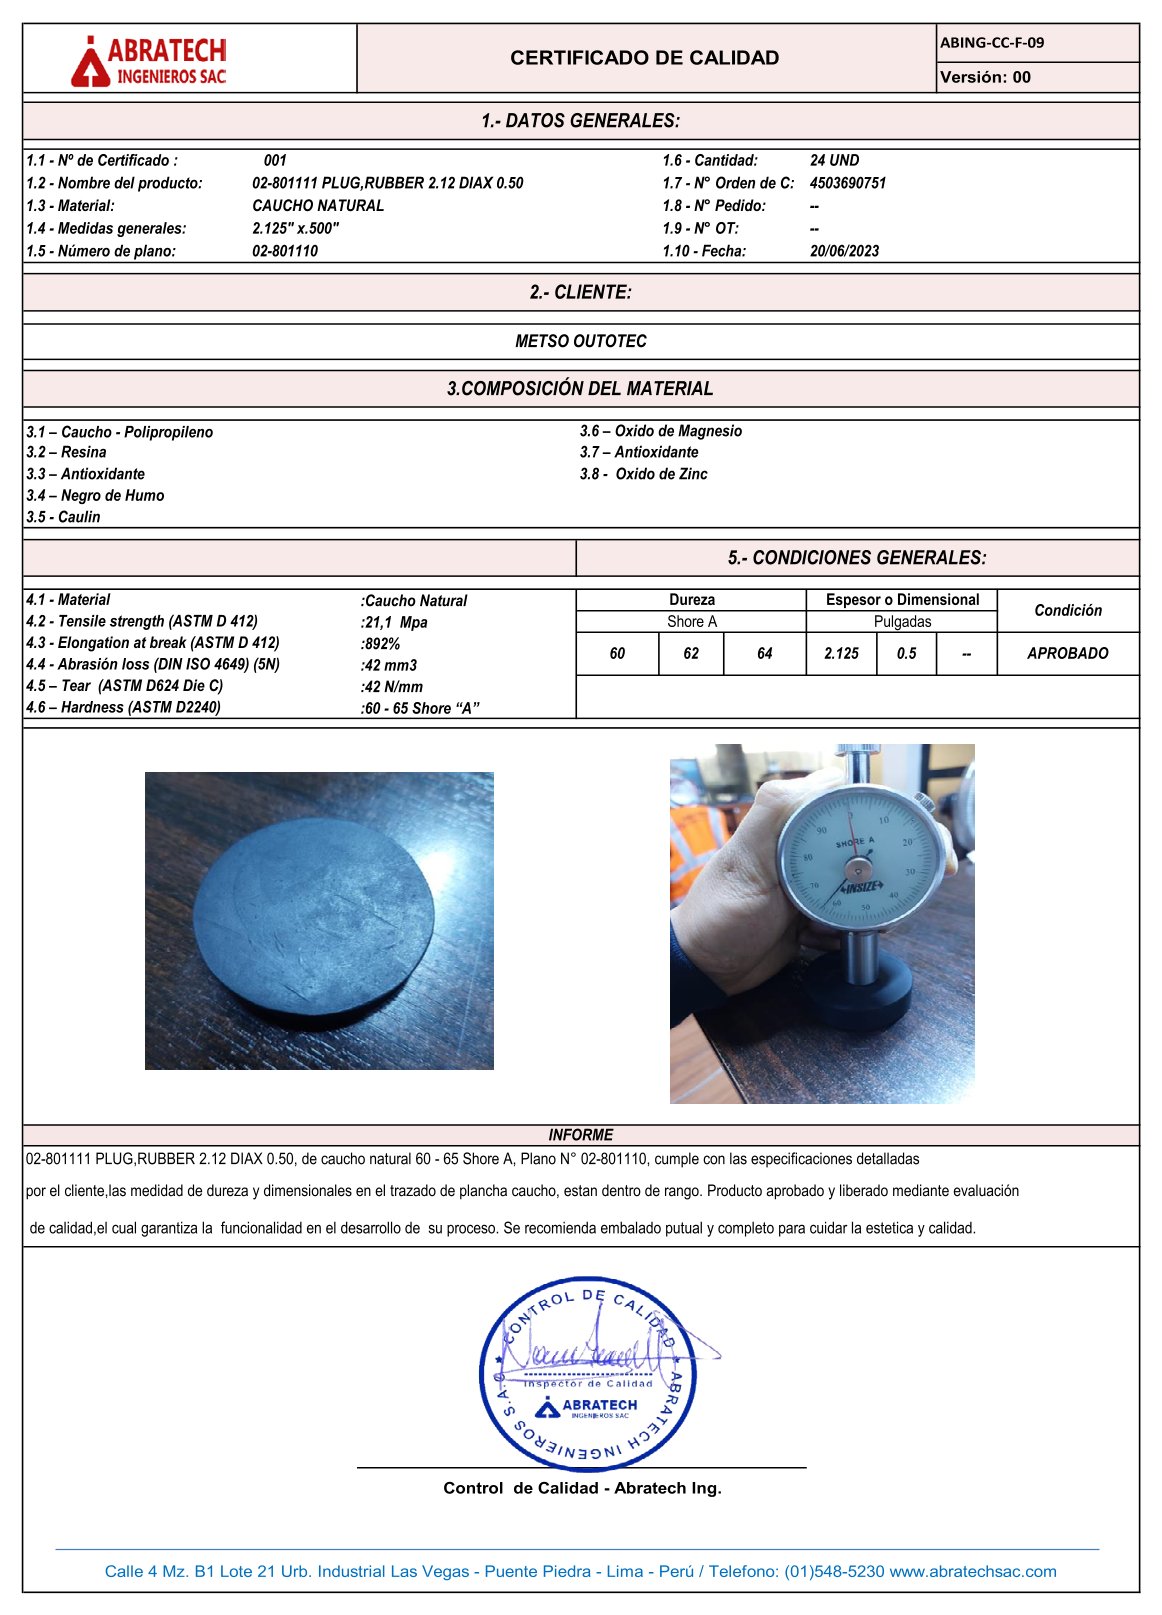 ABRATECH
INGENIEROS SAC
CERTIFICADO DE CALIDAD
ABING-CC-F-09
Versión: 00
1.- DATOS GENERALES:
1.1 - Nº de Certificado : 001
1.2 - Nombre del producto: 02-801111 PLUG,RUBBER 2.12 DIAX 0.50
1.3 - Material: CAUCHO NATURAL
1.4 - Medidas generales: 2.125" x.500"
1.5 - Número de plano: 02-801110
1.6 - Cantidad: 24 UND
1.7 - N° Orden de C: 4503690751
1.8 - N° Pedido: --
1.9 - N° OT: --
1.10 - Fecha: 20/06/2023
2.- CLIENTE:
METSO OUTOTEC
3.COMPOSICIÓN DEL MATERIAL
3.1 – Caucho - Polipropileno
3.2 – Resina
3.3 – Antioxidante
3.4 – Negro de Humo
3.5 - Caulin
3.6 – Oxido de Magnesio
3.7 – Antioxidante
3.8 - Oxido de Zinc
4.1 - Material :Caucho Natural
4.2 - Tensile strength (ASTM D 412) :21,1 Mpa
4.3 - Elongation at break (ASTM D 412) :892%
4.4 - Abrasión loss (DIN ISO 4649) (5N) :42 mm3
4.5 – Tear (ASTM D624 Die C) :42 N/mm
4.6 – Hardness (ASTM D2240) :60 - 65 Shore “A”
5.- CONDICIONES GENERALES:
Dureza Espesor o Dimensional Condición
Shore A Pulgadas
60 62 64 2.125 0.5 -- APROBADO
0 10 20 30 40 50 60 70 80 90
SHORE A
INSIZE
INFORME
02-801111 PLUG,RUBBER 2.12 DIAX 0.50, de caucho natural 60 - 65 Shore A, Plano N° 02-801110, cumple con las especificaciones detalladas
por el cliente,las medidad de dureza y dimensionales en el trazado de plancha caucho, estan dentro de rango. Producto aprobado y liberado mediante evaluación
de calidad,el cual garantiza la funcionalidad en el desarrollo de su proceso. Se recomienda embalado putual y completo para cuidar la estetica y calidad.
CONTROL DE CALIDAD
Inspector de Calidad
ABRATECH
INGENIEROS SAC
ABRATECH INGENIEROS S.A.C
Control de Calidad - Abratech Ing.
Calle 4 Mz. B1 Lote 21 Urb. Industrial Las Vegas - Puente Piedra - Lima - Perú / Telefono: (01)548-5230 www.abratechsac.com